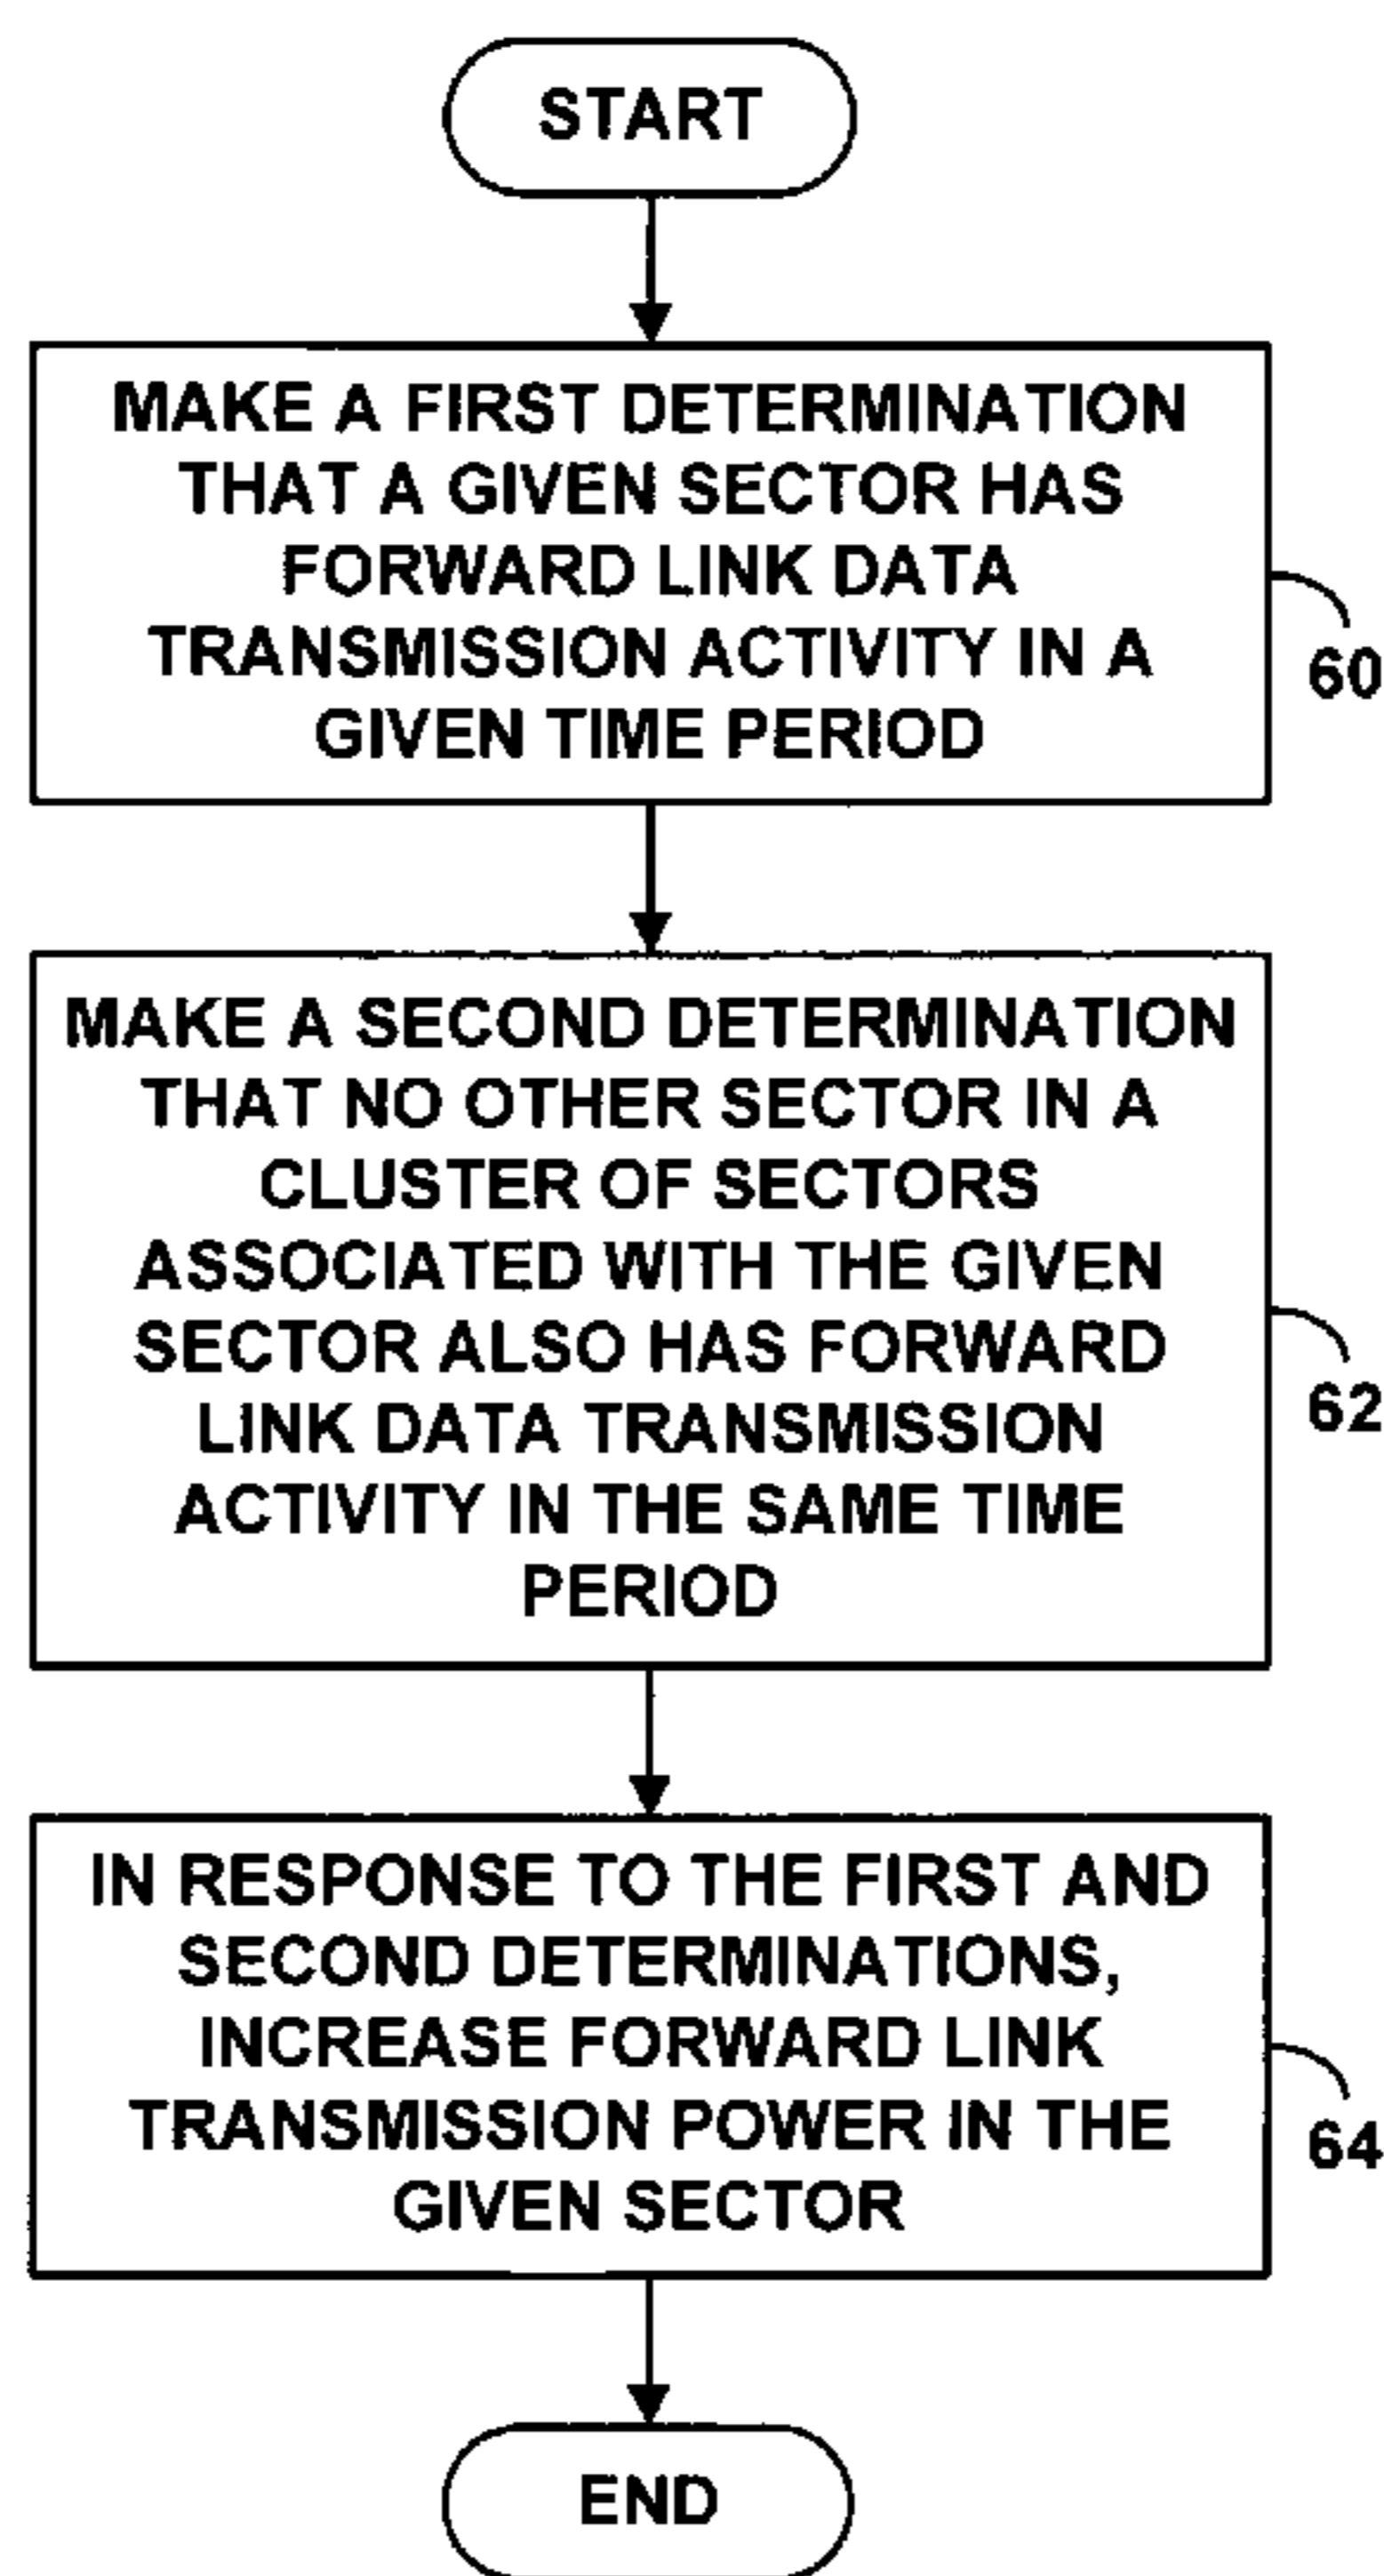 START
MAKE A FIRST DETERMINATION
THAT A GIVEN SECTOR HAS
FORWARD LINK DATA
TRANSMISSION ACTIVITY IN A
GIVEN TIME PERIOD
60
MAKE A SECOND DETERMINATION
THAT NO OTHER SECTOR IN A
CLUSTER OF SECTORS
ASSOCIATED WITH THE GIVEN
SECTOR ALSO HAS FORWARD
LINK DATA TRANSMISSION
ACTIVITY IN THE SAME TIME
PERIOD
62
IN RESPONSE TO THE FIRST AND
SECOND DETERMINATIONS,
INCREASE FORWARD LINK
TRANSMISSION POWER IN THE
GIVEN SECTOR
64
END